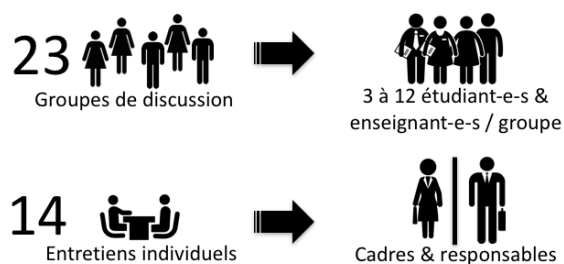 23
Groupes de discussion
3 à 12 étudiant-e-s &
enseignant-e-s / groupe
14
Entretiens individuels
Cadres & responsables